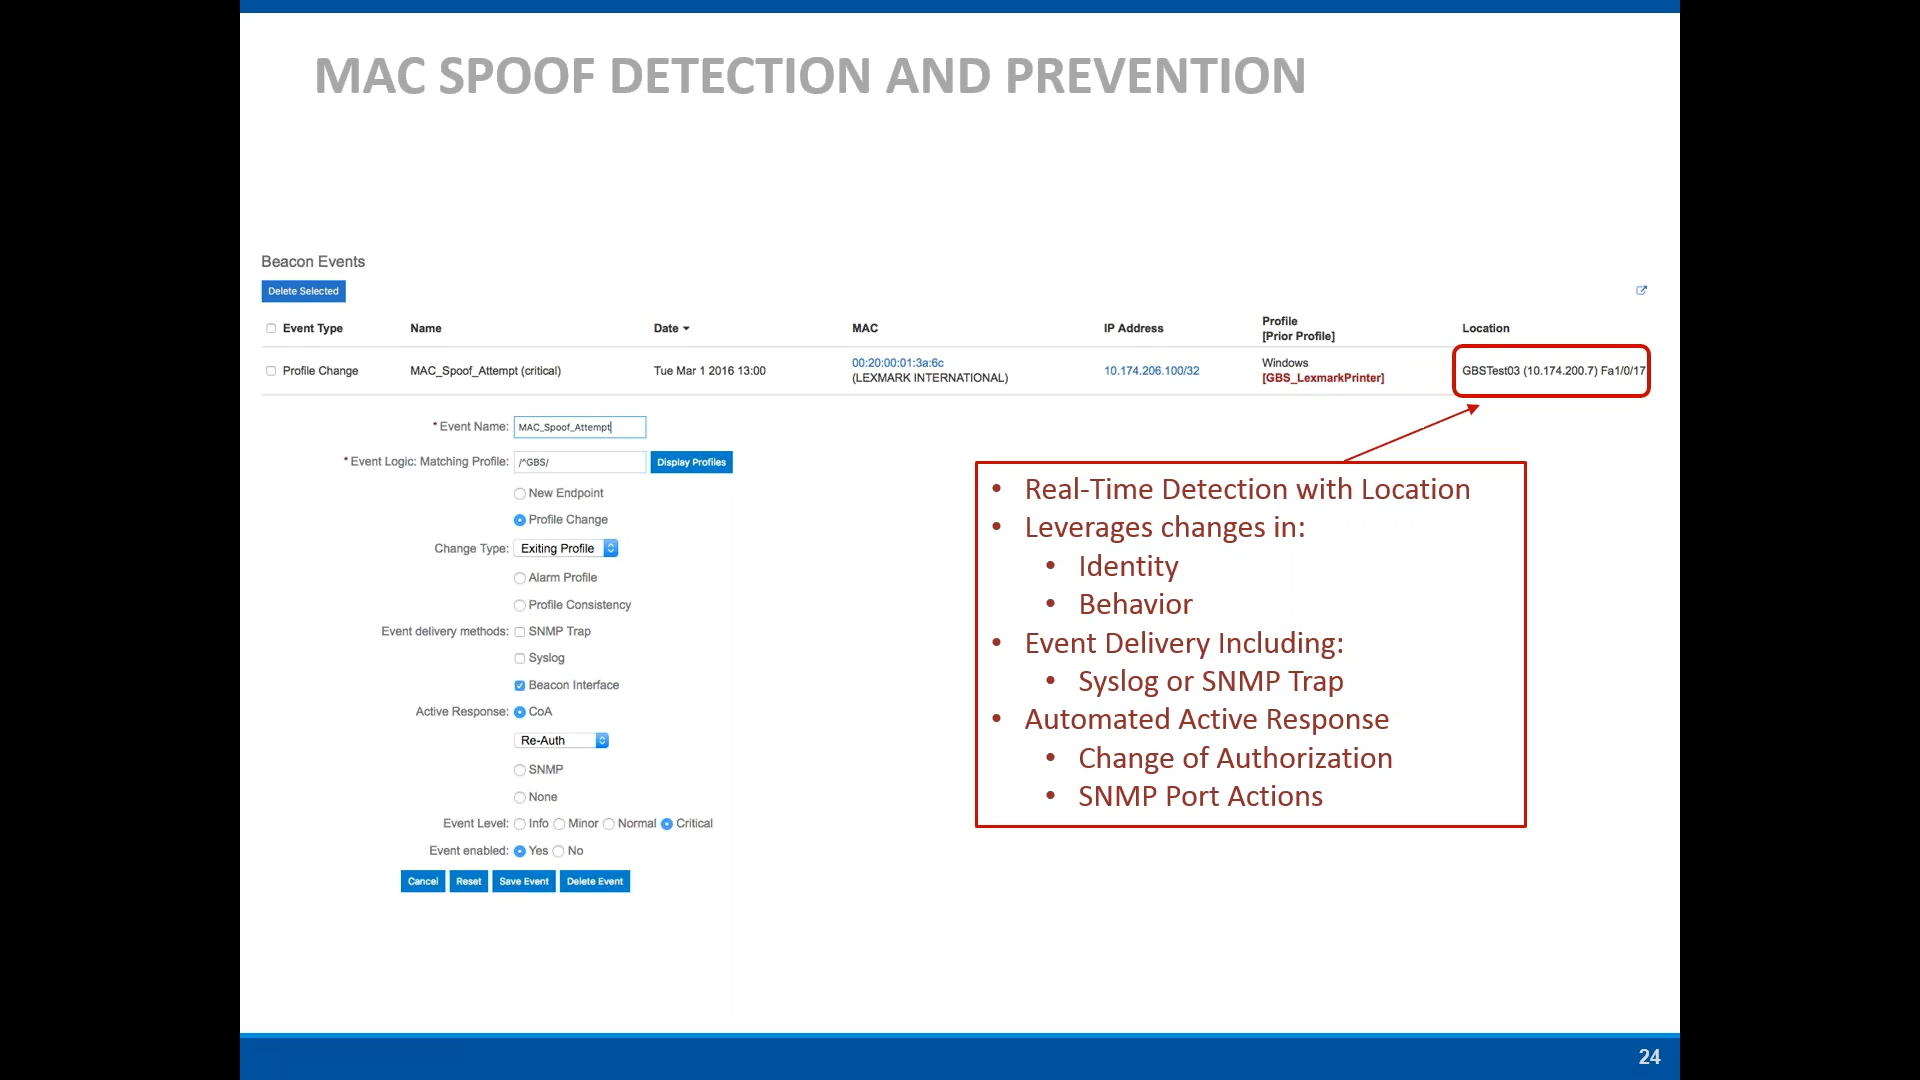 MAC SPOOF DETECTION AND PREVENTION
Beacon Events
Delete Selected
Event Type Name Date MAC IP Address Profile [Prior Profile] Location
Profile Change MAC_Spoof_Attempt (critical) Tue Mar 1 2016 13:00 00:20:00:01:3a:6c (LEXMARK INTERNATIONAL) 10.174.206.100/32 Windows [GBS_LexmarkPrinter] GBSTest03 (10.174.200.7) Fa1/0/17
* Event Name: MAC_Spoof_Attempt
* Event Logic: Matching Profile: /^GBS/ Display Profiles
New Endpoint
Profile Change
Change Type: Exiting Profile
Alarm Profile
Profile Consistency
Event delivery methods: SNMP Trap
Syslog
Beacon Interface
Active Response: CoA
Re-Auth
SNMP
None
Event Level: Info Minor Normal Critical
Event enabled: Yes No
Cancel Reset Save Event Delete Event
• Real-Time Detection with Location
• Leverages changes in:
• Identity
• Behavior
• Event Delivery Including:
• Syslog or SNMP Trap
• Automated Active Response
• Change of Authorization
• SNMP Port Actions
24